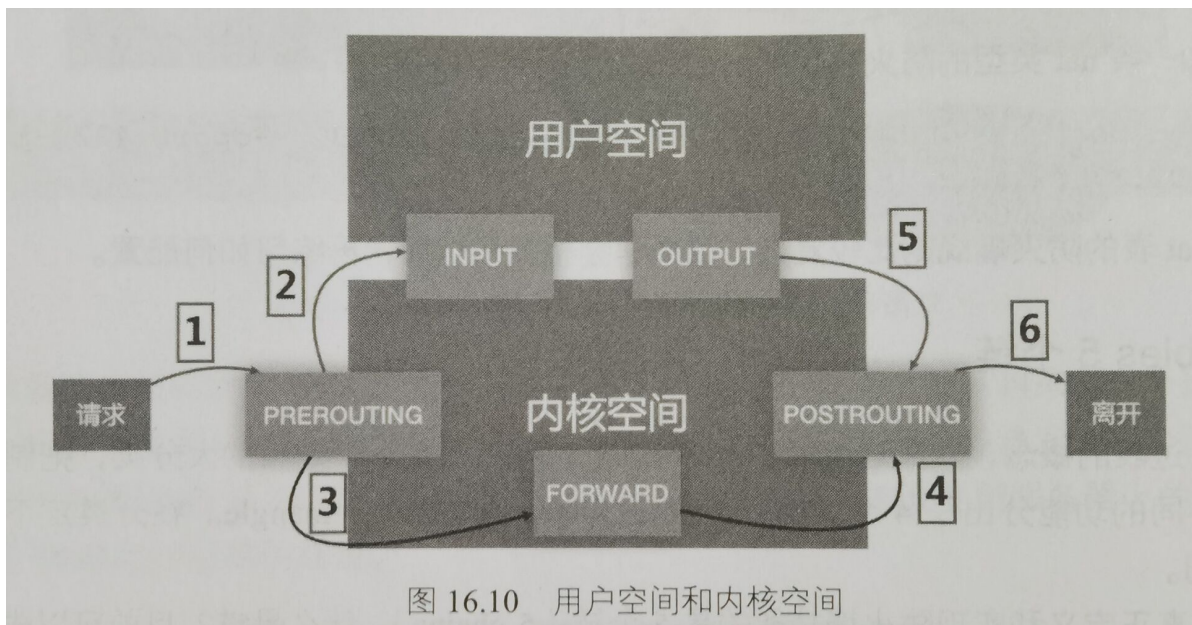 用户空间
INPUT
OUTPUT
5
2
1
6
请求
PREROUTING
内核空间
POSTROUTING
离开
3
FORWARD
4
图 16.10 用户空间和内核空间